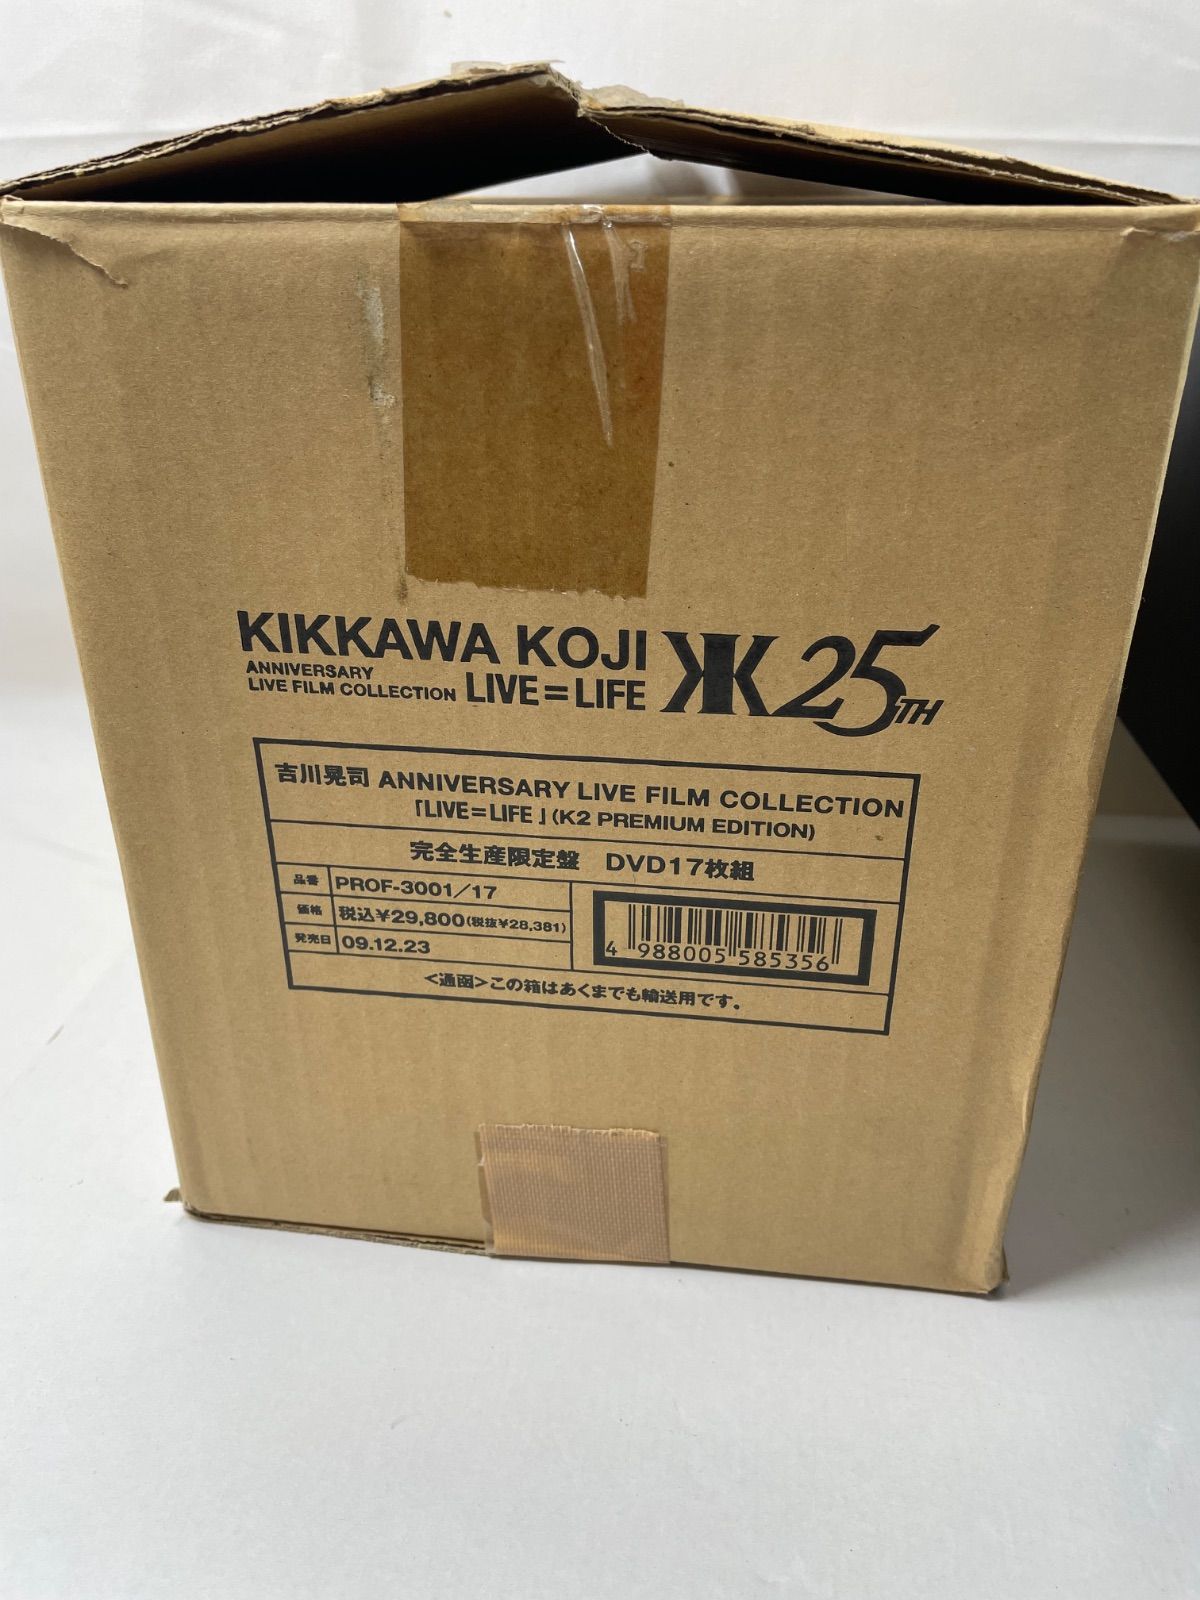 KIKKAWA KOJI
ANNIVERSARY
LIVE FILM COLLECTION LIVE=LIFE
25TH
吉川晃司 ANNIVERSARY LIVE FILM COLLECTION
「LIVE=LIFE」(K2 PREMIUM EDITION)
完全生産限定盤 DVD17枚組
品番 PROF-3001/17
価格 税込¥29,800(税抜¥28,381)
発売日 09.12.23
4 988005 585356
<通函>この箱はあくまでも輸送用です。